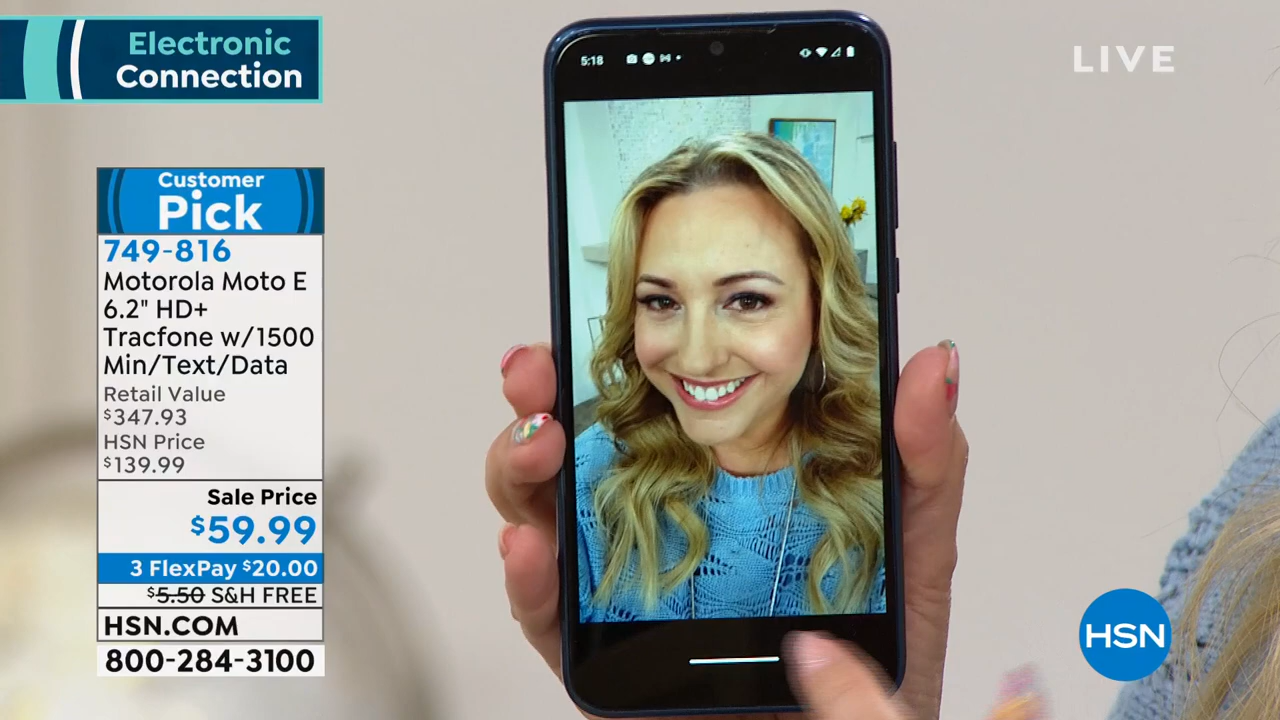 Electronic
Connection
LIVE
5:18
Customer
Pick
749-816
Motorola Moto E
6.2" HD+
Tracfone w/1500
Min/Text/Data
Retail Value
$347.93
HSN Price
$139.99
Sale Price
$59.99
3 FlexPay $20.00
$5.50 S&H FREE
HSN.COM
800-284-3100
HSN